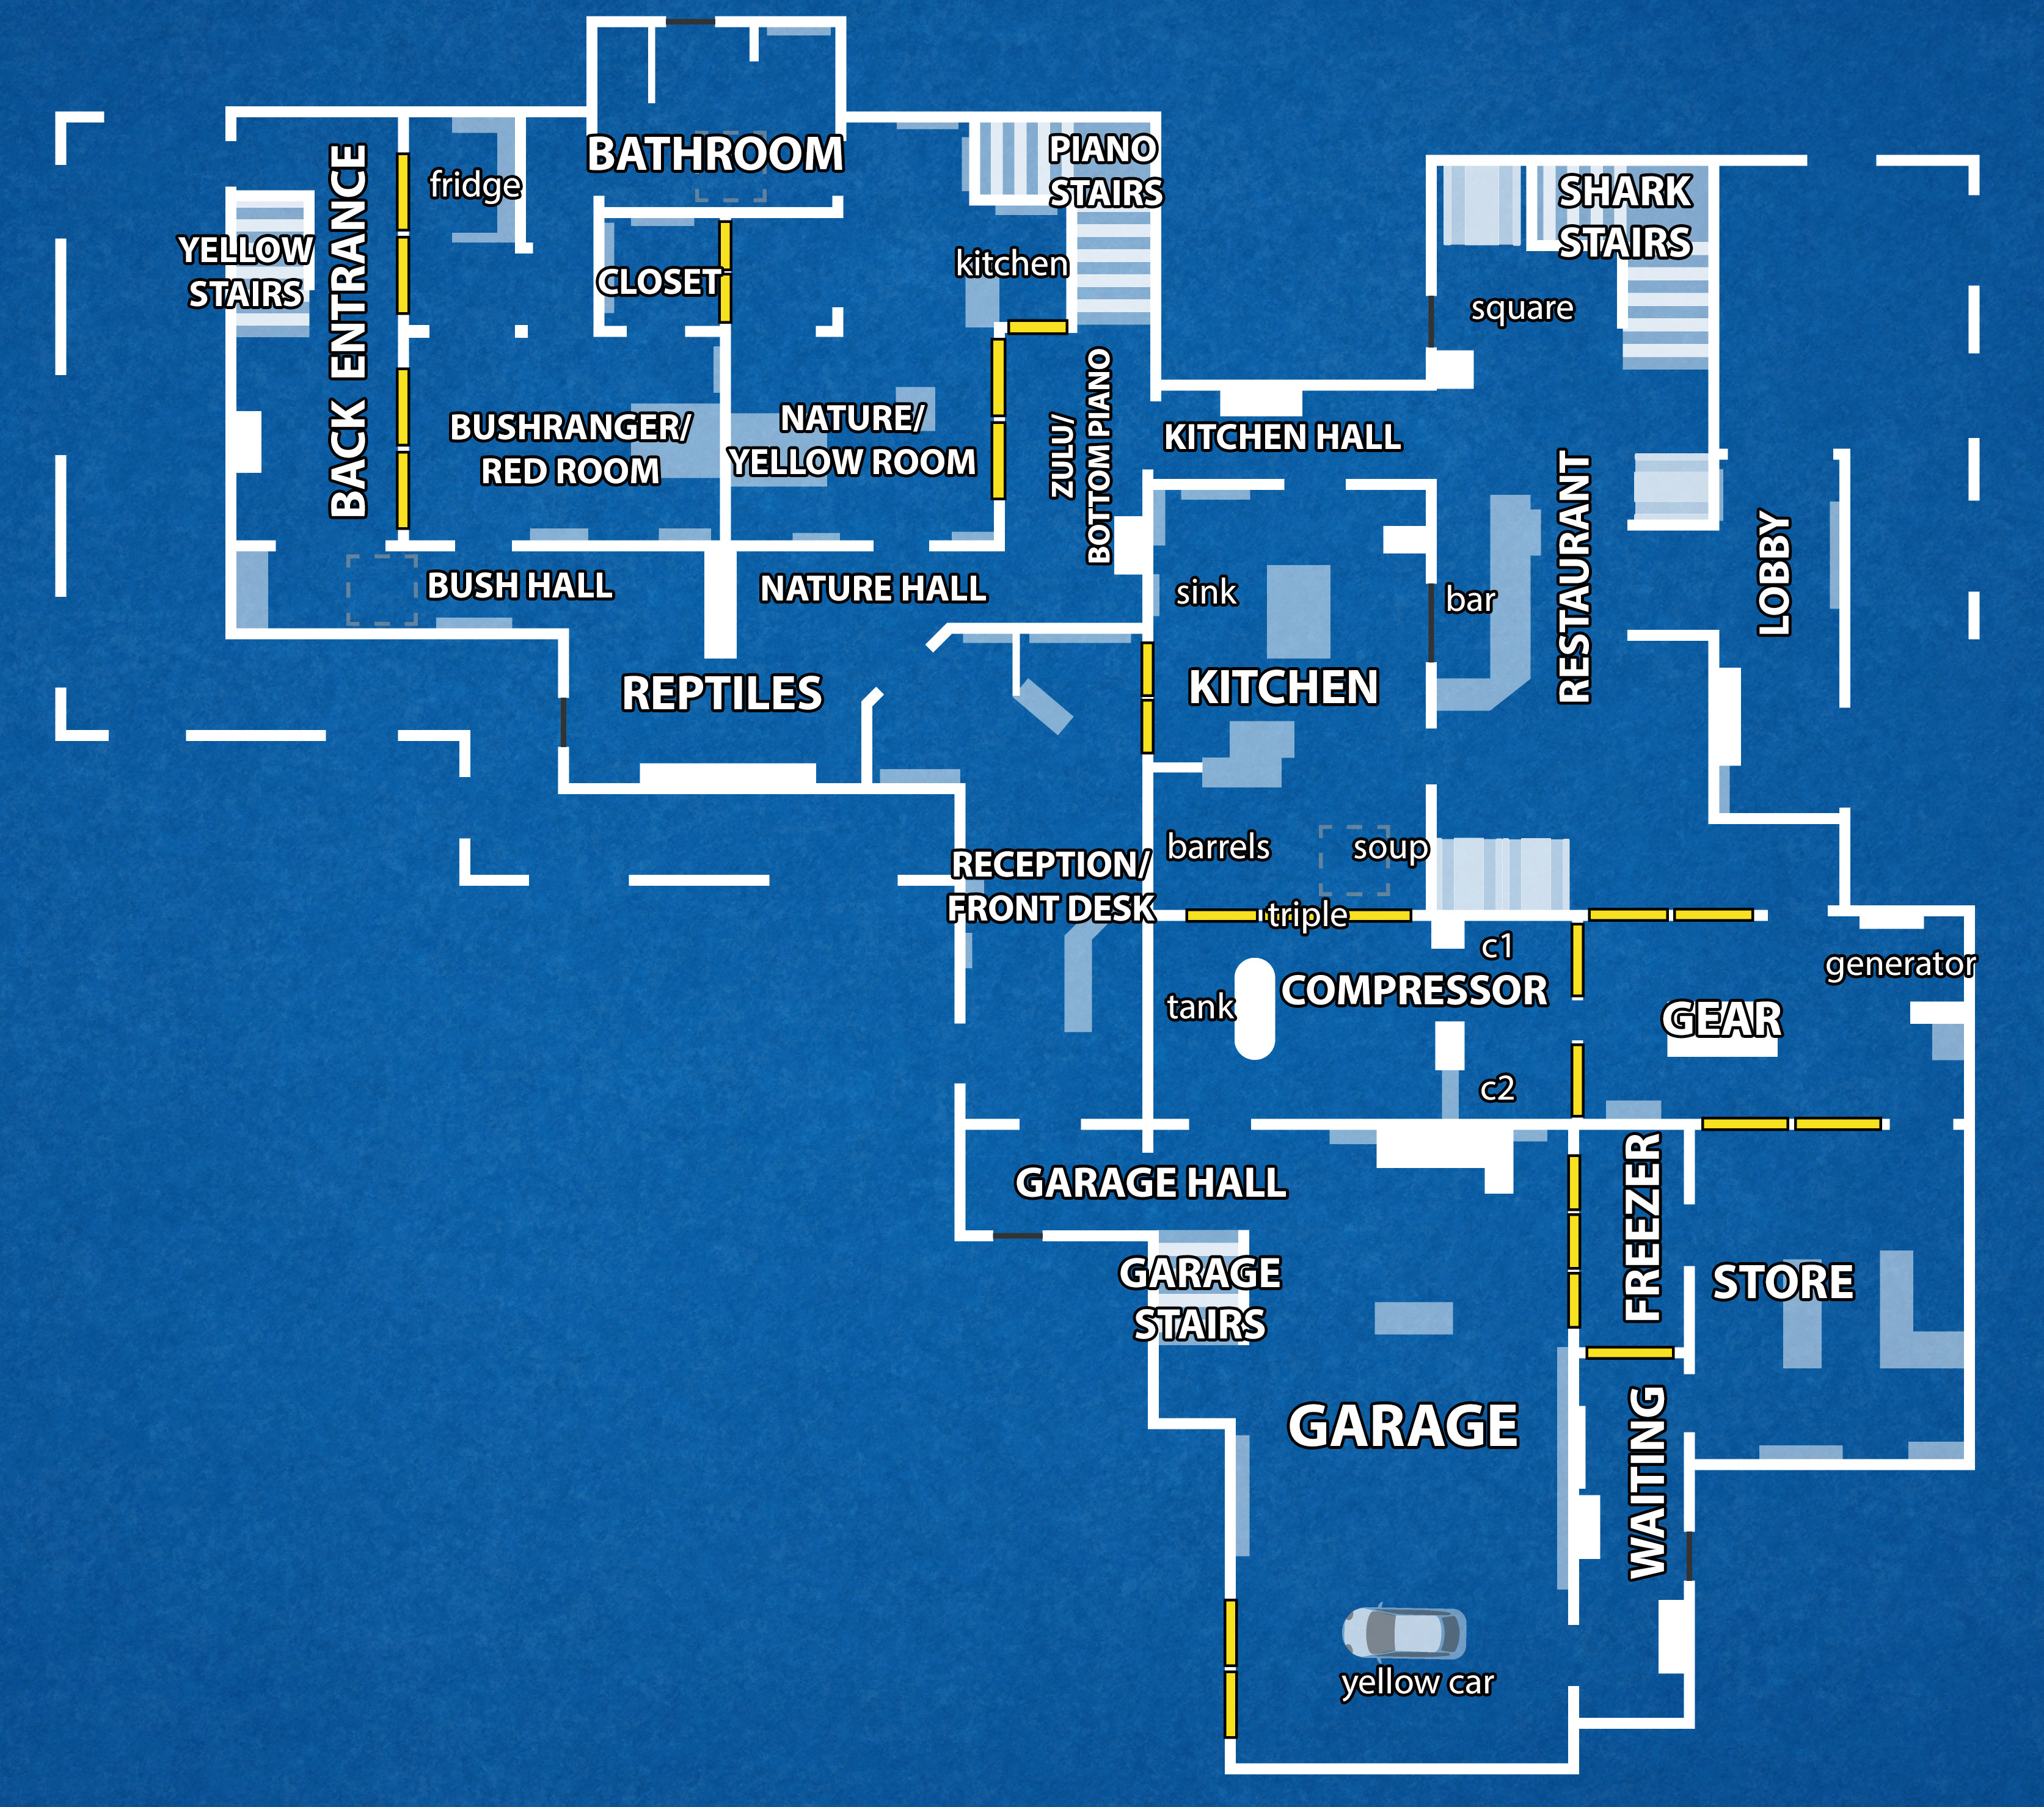 BATHROOM
PIANO
STAIRS
BACK ENTRANCE
fridge
SHARK
STAIRS
YELLOW
STAIRS
CLOSET
kitchen
square
BUSHRANGER/
RED ROOM
NATURE/
YELLOW ROOM
ZULU/
BOTTOM PIANO
KITCHEN HALL
RESTAURANT
LOBBY
BUSH HALL
NATURE HALL
sink
bar
REPTILES
KITCHEN
RECEPTION/
FRONT DESK
barrels
soup
triple
c1
COMPRESSOR
tank
generator
GEAR
c2
GARAGE HALL
FREEZER
GARAGE
STAIRS
STORE
GARAGE
WAITING
yellow car